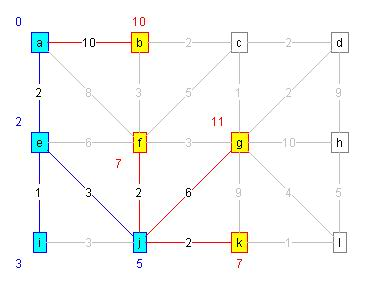 0 10
a 10 b 2 c 2 d
2 8 3 5 1 2 9
2 11
e 6 f 3 g 10 h
7
1 3 2 6 9 4 5
i 3 j 2 k 1 l
3 5 7